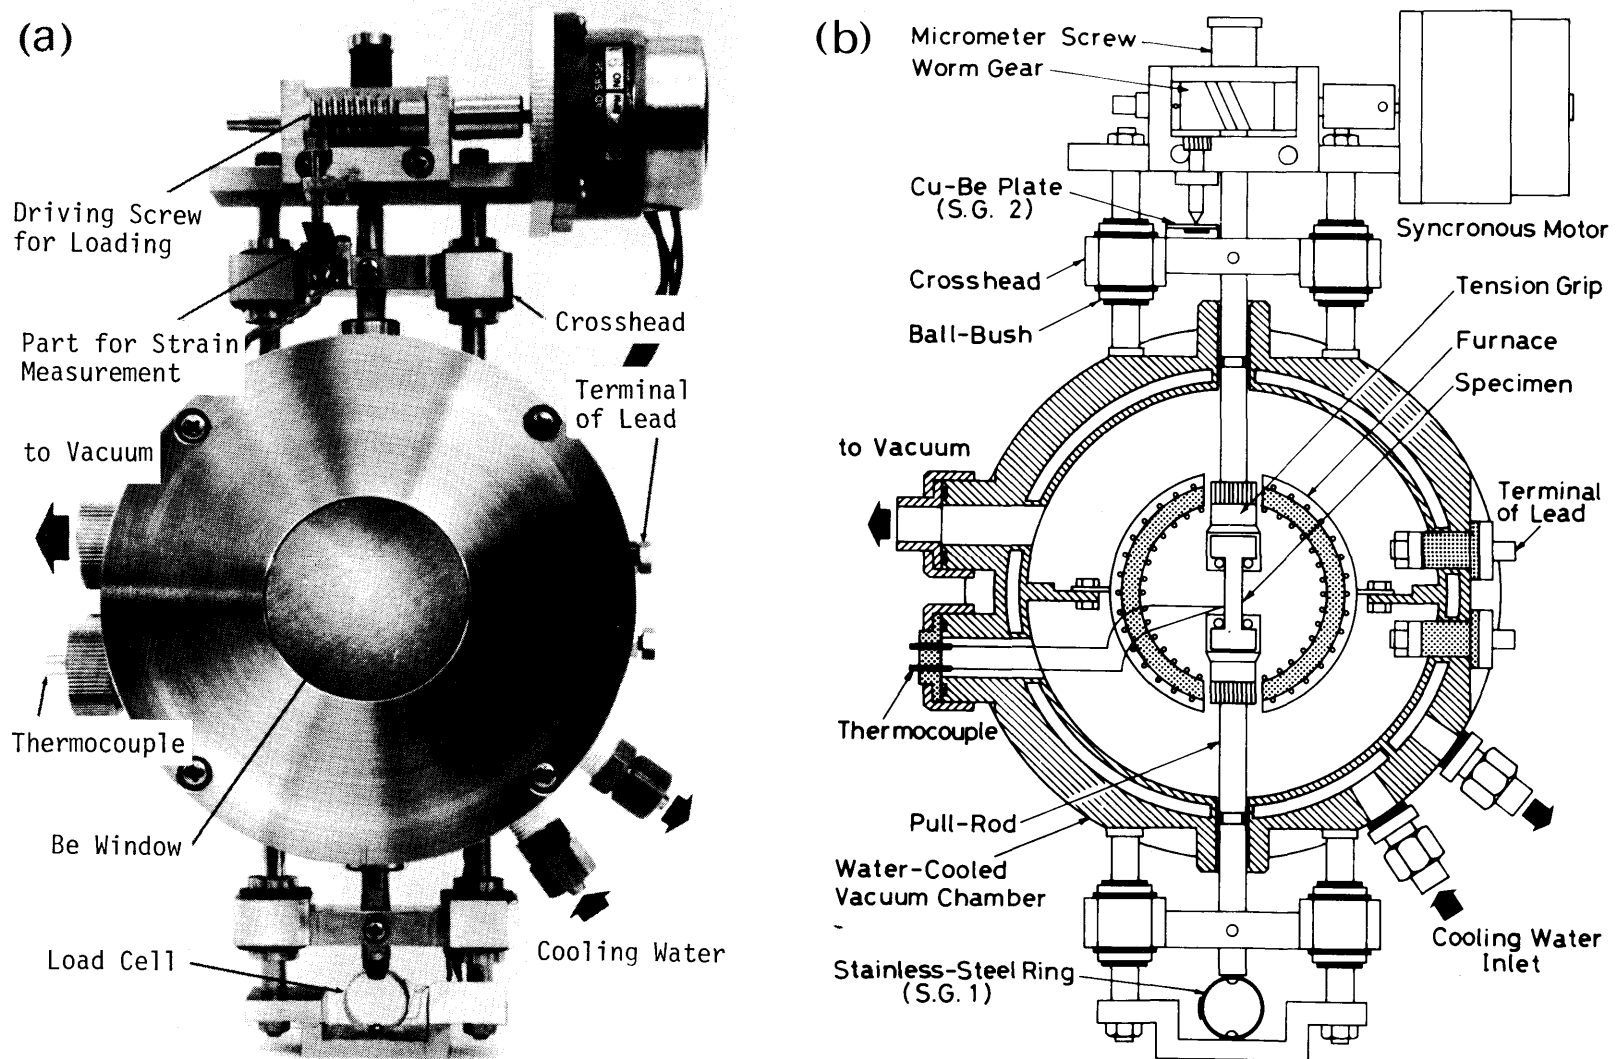 (a)
Driving Screw
for Loading
Part for Strain
Measurement
Crosshead
Terminal
of Lead
to Vacuum
Thermocouple
Be Window
Load Cell
Cooling Water
(b)
Micrometer Screw
Worm Gear
Cu-Be Plate
(S.G. 2)
Syncronous Motor
Crosshead
Ball-Bush
Tension Grip
Furnace
Specimen
to Vacuum
Terminal
of Lead
Thermocouple
Pull-Rod
Water-Cooled
Vacuum Chamber
Cooling Water
Inlet
Stainless-Steel Ring
(S.G. 1)